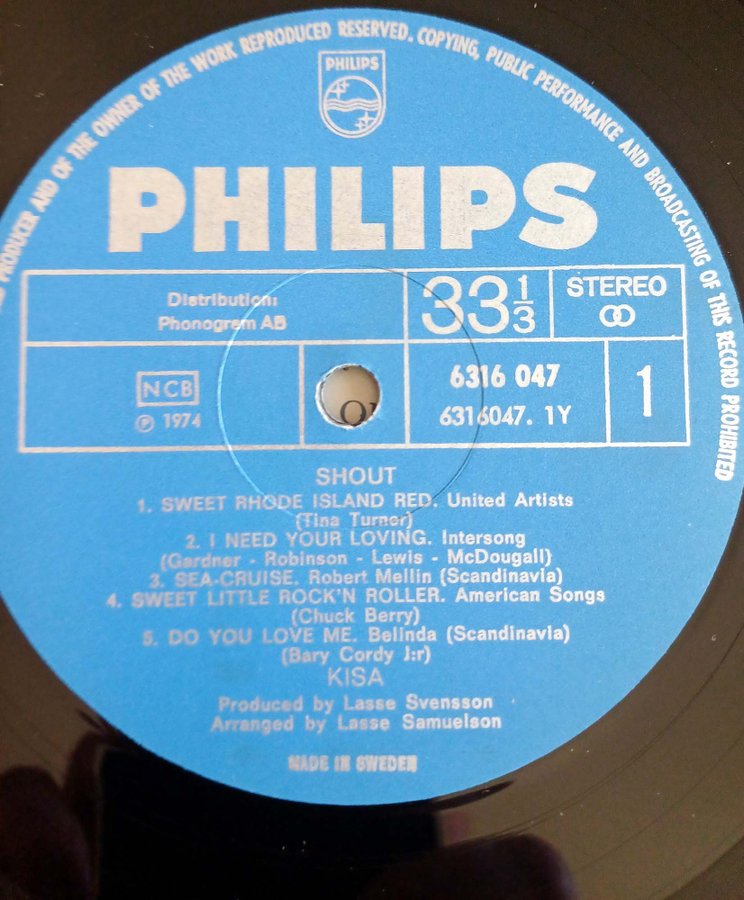 PRODUCER AND OF THE OWNER OF THE WORK REPRODUCED RESERVED. COPYING, PUBLIC PERFORMANCE AND BROADCASTING OF THIS RECORD PROHIBITED
PHILIPS
PHILIPS
Distribution:
Phonogram AB
33 1/3
STEREO
NCB
℗ 1974
6316 047
6316047. 1Y
1
SHOUT
1. SWEET RHODE ISLAND RED. United Artists
(Tina Turner)
2. I NEED YOUR LOVING. Intersong
(Gardner - Robinson - Lewis - McDougall)
3. SEA-CRUISE. Robert Mellin (Scandinavia)
4. SWEET LITTLE ROCK'N ROLLER. American Songs
(Chuck Berry)
5. DO YOU LOVE ME. Belinda (Scandinavia)
(Bary Cordy J:r)
KISA
Produced by Lasse Svensson
Arranged by Lasse Samuelson
MADE IN SWEDEN